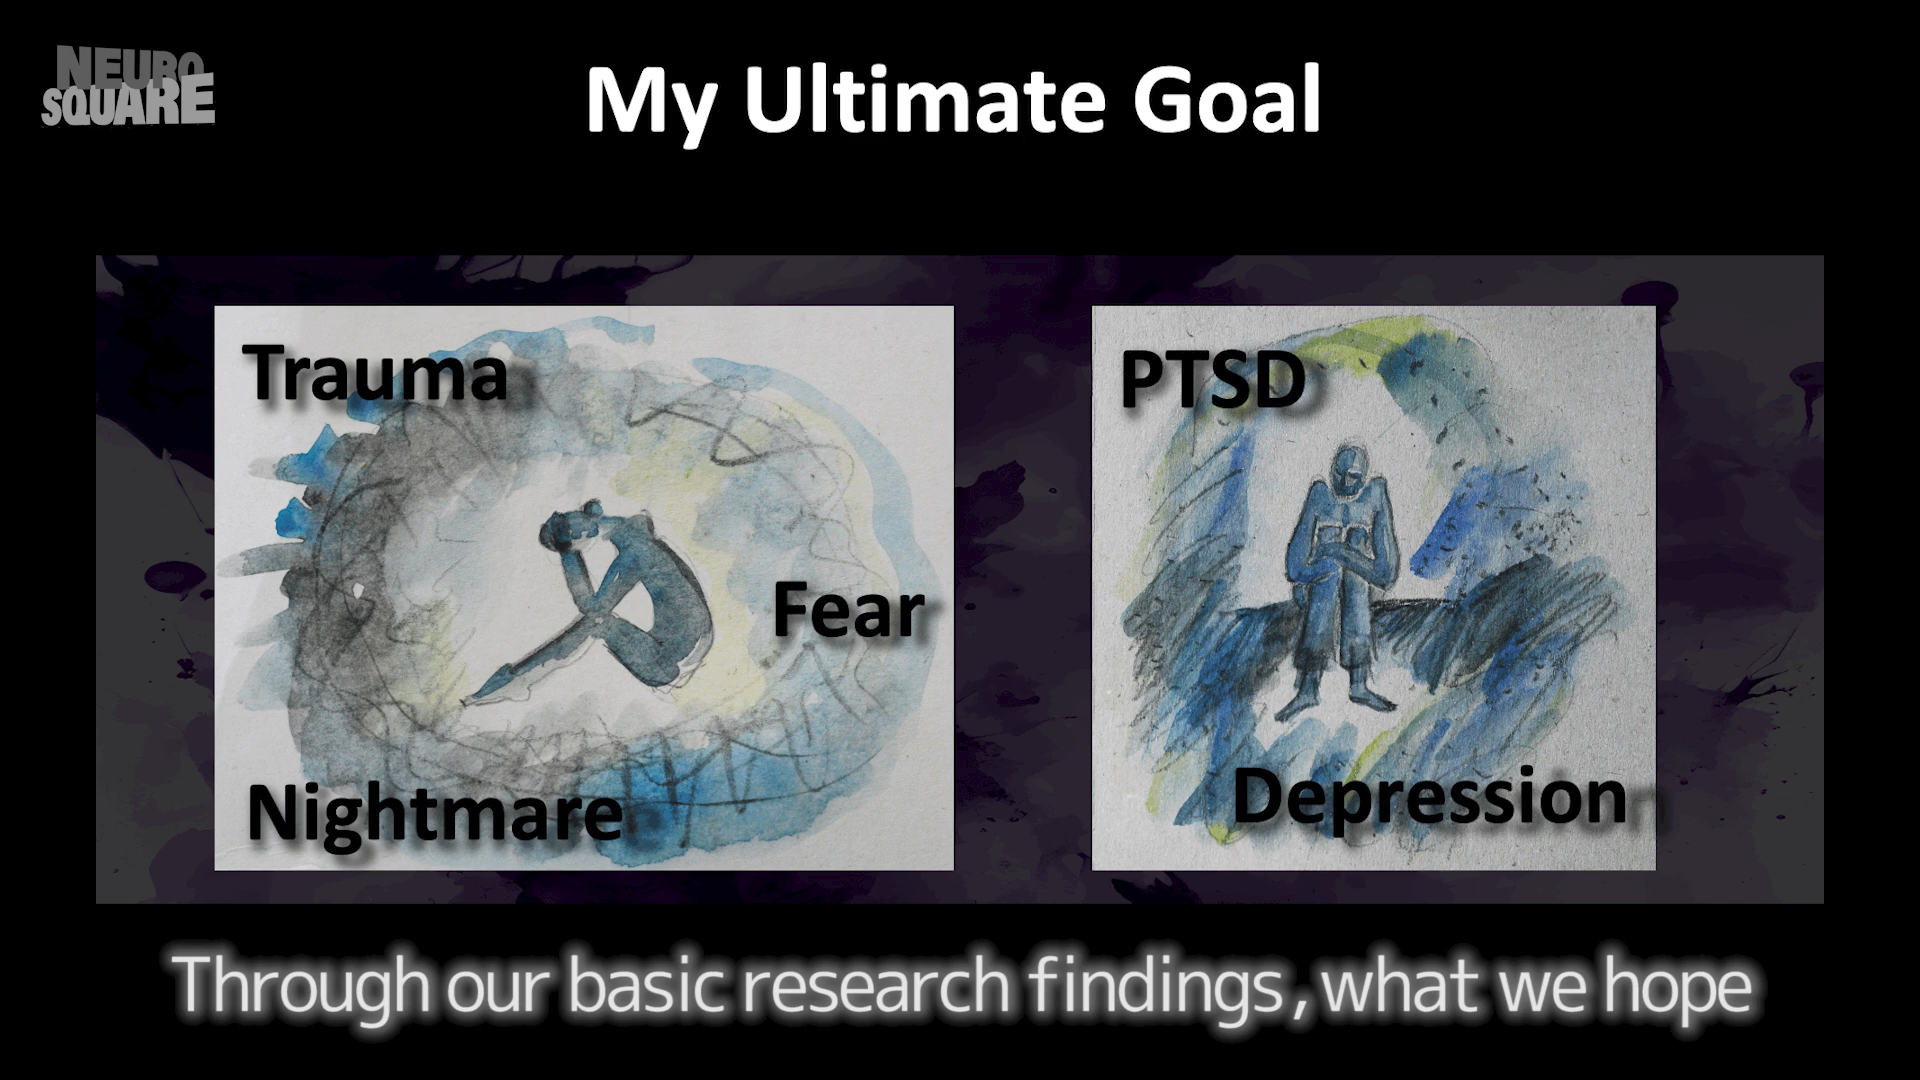 NEURO
SQUARE
My Ultimate Goal
Trauma
Fear
Nightmare
PTSD
Depression
Through our basic research findings, what we hope